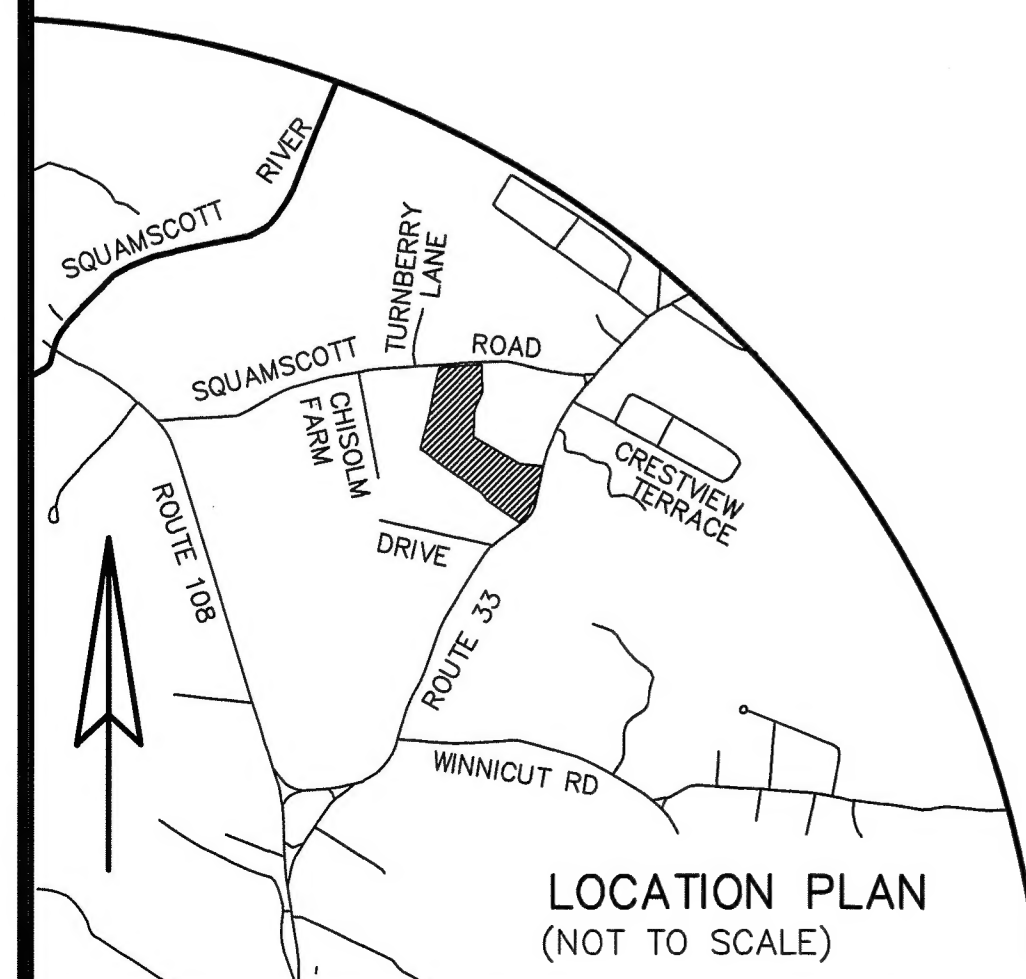 RIVER
SQUAMSCOTT
TURNBERRY
LANE
SQUAMSCOTT
ROAD
CHISOLM
FARM
CRESTVIEW
TERRACE
ROUTE 108
DRIVE
ROUTE 33
WINNICUT RD
LOCATION PLAN
(NOT TO SCALE)